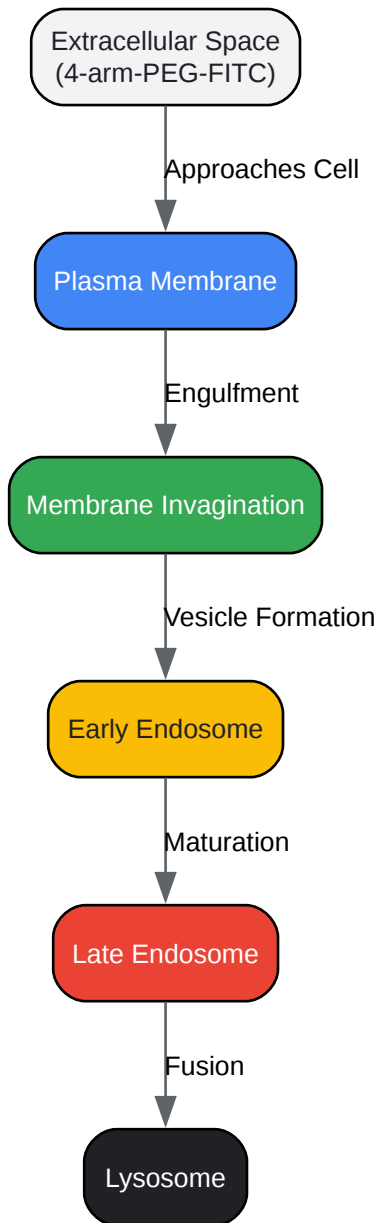 Extracellular Space
(4-arm-PEG-FITC)
Approaches Cell
Plasma Membrane
Engulfment
Membrane Invagination
Vesicle Formation
Early Endosome
Maturation
Late Endosome
Fusion
Lysosome